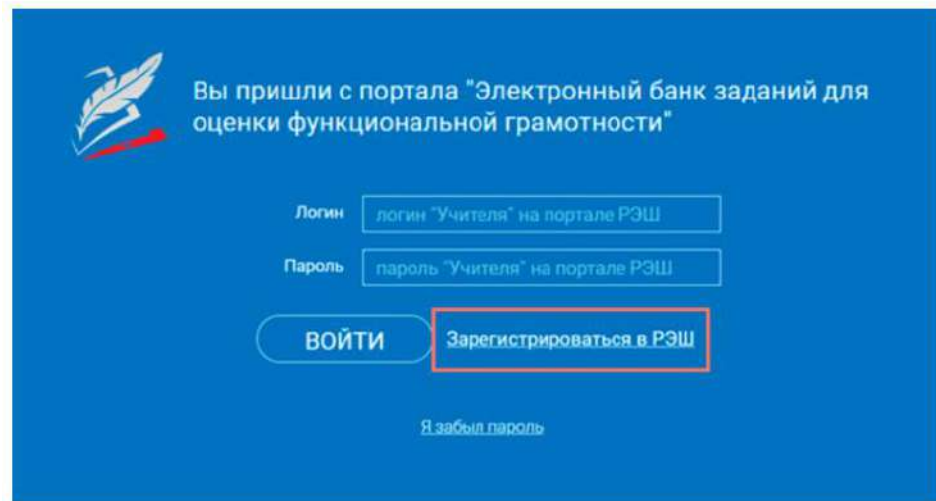 Вы пришли с портала "Электронный банк заданий для
оценки функциональной грамотности"
Логин логин "Учителя" на портале РЭШ
Пароль пароль "Учителя" на портале РЭШ
ВОЙТИ Зарегистрироваться в РЭШ
Я забыл пароль